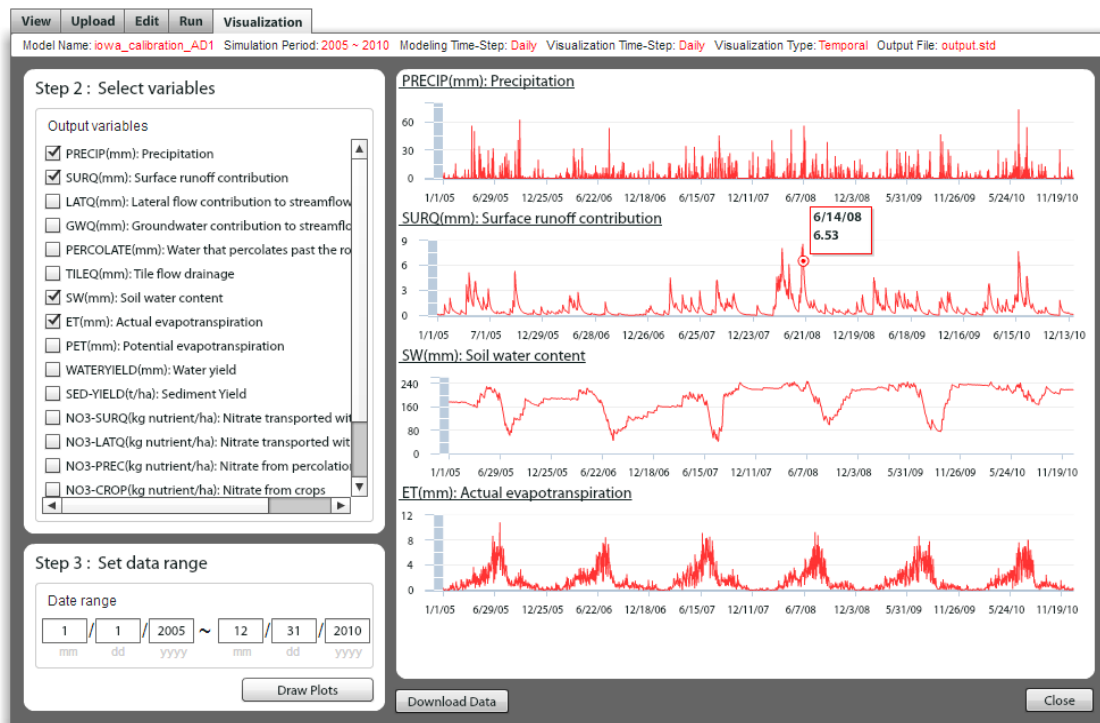 View Upload Edit Run Visualization
Model Name: iowa_calibration_AD1 Simulation Period: 2005 ~ 2010 Modeling Time-Step: Daily Visualization Time-Step: Daily Visualization Type: Temporal Output File: output.std
Step 2 : Select variables
Output variables
PRECIP(mm): Precipitation
SURQ(mm): Surface runoff contribution
LATQ(mm): Lateral flow contribution to streamflow
GWQ(mm): Groundwater contribution to streamflo
PERCOLATE(mm): Water that percolates past the ro
TILEQ(mm): Tile flow drainage
SW(mm): Soil water content
ET(mm): Actual evapotranspiration
PET(mm): Potential evapotranspiration
WATERYIELD(mm): Water yield
SED-YIELD(t/ha): Sediment Yield
NO3-SURQ(kg nutrient/ha): Nitrate transported wit
NO3-LATQ(kg nutrient/ha): Nitrate transported wit
NO3-PREC(kg nutrient/ha): Nitrate from percolation
NO3-CROP(kg nutrient/ha): Nitrate from crops
Step 3 : Set data range
Date range
1 / 1 / 2005 ~ 12 / 31 / 2010
mm dd yyyy mm dd yyyy
Draw Plots
PRECIP(mm): Precipitation
60
30
0
1/1/05 6/29/05 12/25/05 6/22/06 12/18/06 6/15/07 12/11/07 6/7/08 12/3/08 5/31/09 11/26/09 5/24/10 11/19/10
SURQ(mm): Surface runoff contribution
6/14/08
6.53
9
6
3
0
1/1/05 7/1/05 12/29/05 6/28/06 12/26/06 6/25/07 12/23/07 6/21/08 12/19/08 6/18/09 12/16/09 6/15/10 12/13/10
SW(mm): Soil water content
240
160
80
0
1/1/05 6/29/05 12/25/05 6/22/06 12/18/06 6/15/07 12/11/07 6/7/08 12/3/08 5/31/09 11/26/09 5/24/10 11/19/10
ET(mm): Actual evapotranspiration
12
8
4
0
1/1/05 6/29/05 12/25/05 6/22/06 12/18/06 6/15/07 12/11/07 6/7/08 12/3/08 5/31/09 11/26/09 5/24/10 11/19/10
Download Data
Close